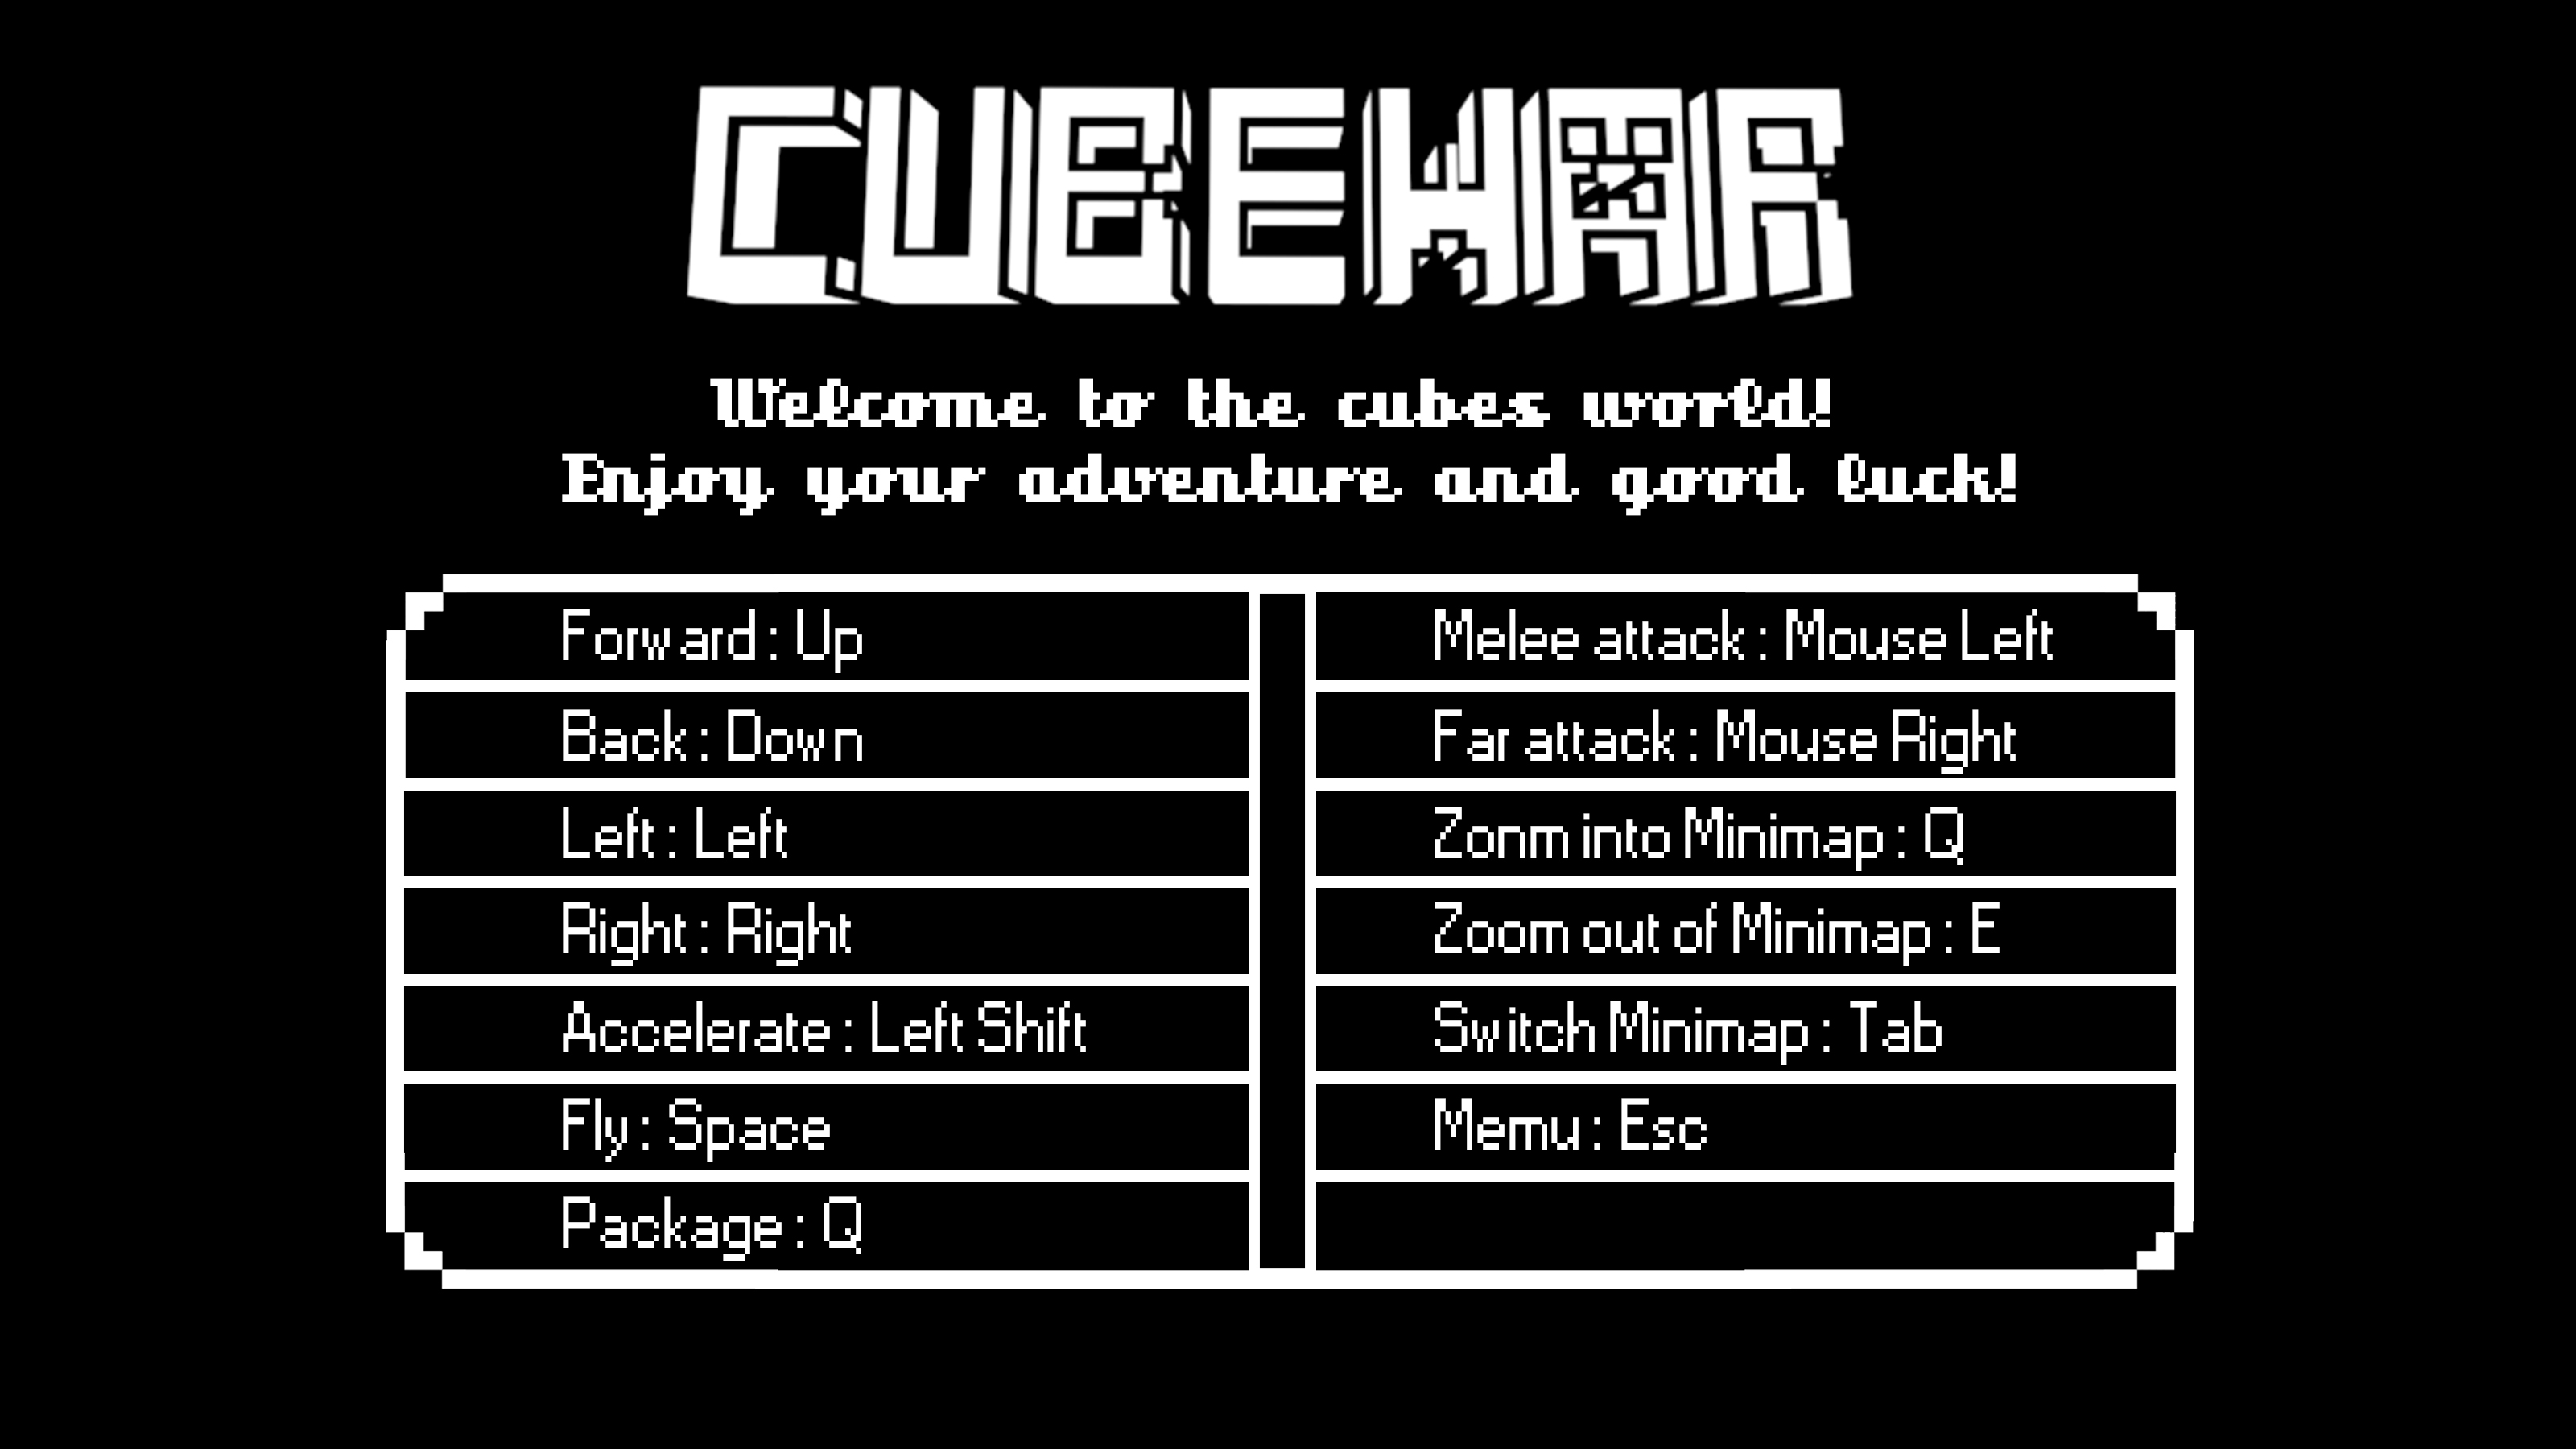 CUBEWAR
Welcome to the cubes world!
Enjoy your adventure and good luck!
Forward : Up
Back : Down
Left : Left
Right : Right
Accelerate : Left Shift
Fly : Space
Package : Q
Melee attack : Mouse Left
Far attack : Mouse Right
Zonm into Minimap : Q
Zoom out of Minimap : E
Switch Minimap : Tab
Memu : Esc